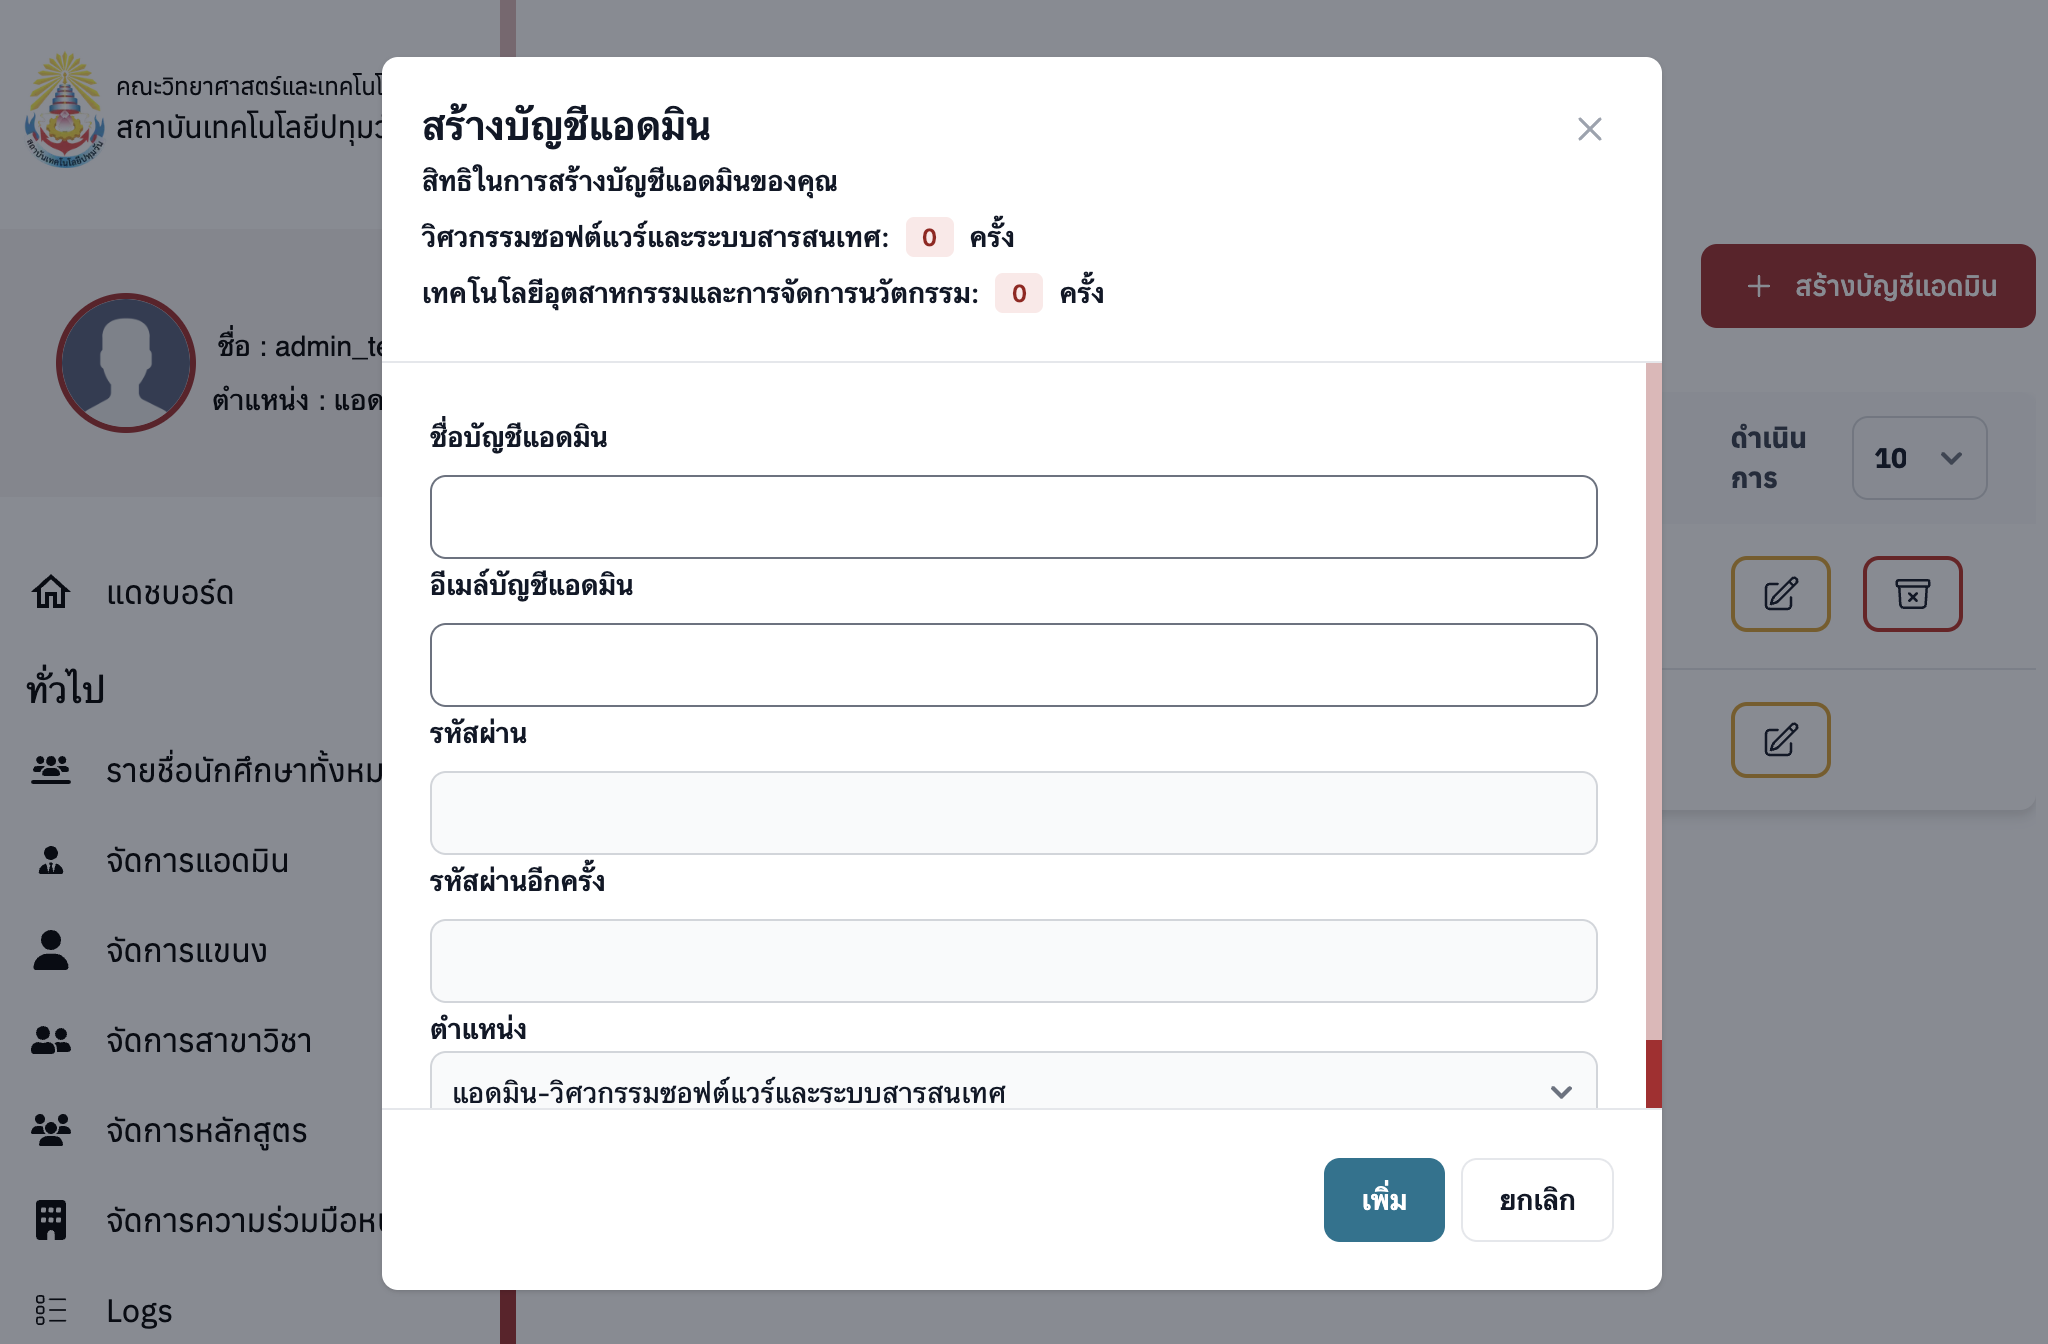 คณะวิทยาศาสตร์และเทคโนโ
สถาบันเทคโนโลยีปทุมว
ชื่อ : admin_te
ตำแหน่ง : แอด
แดชบอร์ด
ทั่วไป
รายชื่อนักศึกษาทั้งหม
จัดการแอดมิน
จัดการแขนง
จัดการสาขาวิชา
จัดการหลักสูตร
จัดการความร่วมมือห
Logs
สร้างบัญชีแอดมิน
สิทธิในการสร้างบัญชีแอดมินของคุณ
วิศวกรรมซอฟต์แวร์และระบบสารสนเทศ: 0 ครั้ง
เทคโนโลยีอุตสาหกรรมและการจัดการนวัตกรรม: 0 ครั้ง
ชื่อบัญชีแอดมิน
อีเมล์บัญชีแอดมิน
รหัสผ่าน
รหัสผ่านอีกครั้ง
ตำแหน่ง
แอดมิน-วิศวกรรมซอฟต์แวร์และระบบสารสนเทศ
เพิ่ม
ยกเลิก
สร้างบัญชีแอดมิน
ดำเนิน
การ
10